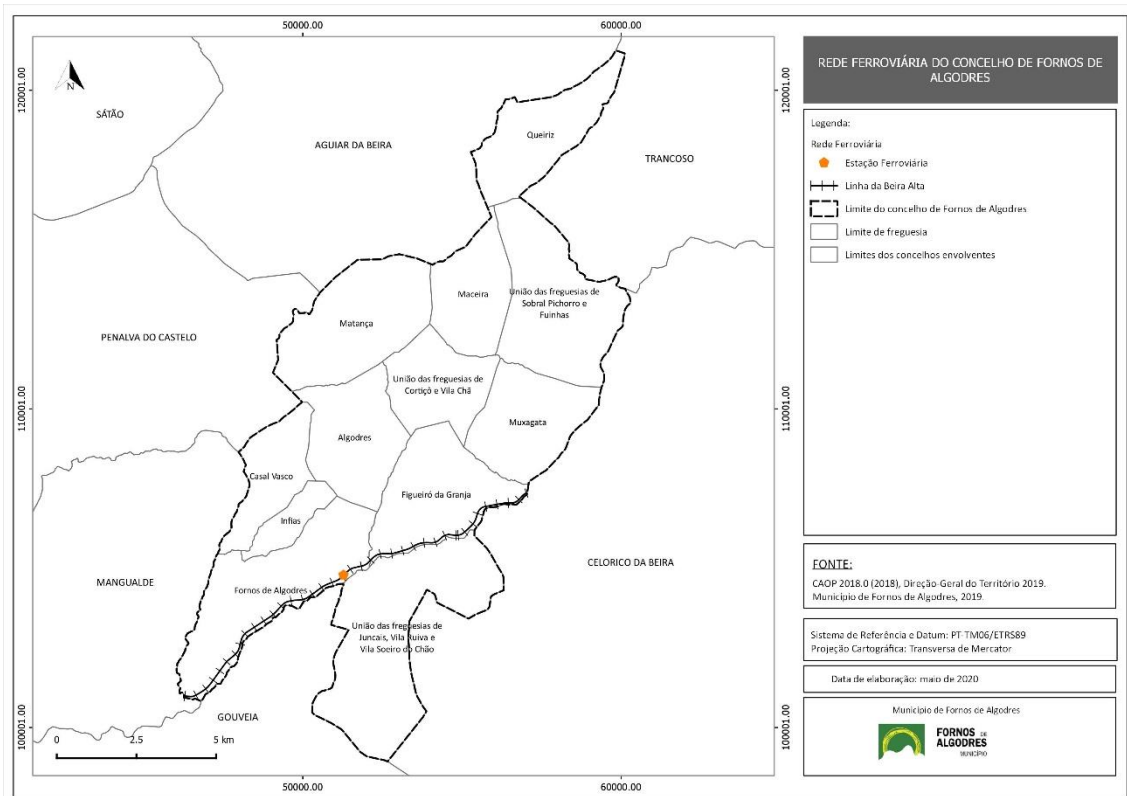 50000.00
60000.00
120001.00
120001.00
N
SÁTÃO
AGUIAR DA BEIRA
Queiriz
TRANCOSO
Maceira
União das freguesias de
Sobral Pichorro e
Fuinhas
Matança
PENALVA DO CASTELO
União das freguesias de
Cortiçô e Vila Chã
110001.00
110001.00
Muxagata
Algodres
Casal Vasco
Figueiró da Granja
Infias
CELORICO DA BEIRA
MANGUALDE
Fornos de Algodres
União das freguesias de
Juncais, Vila Ruiva e
Vila Soeiro do Chão
GOUVEIA
100001.00
100001.00
0 2.5 5 km
50000.00
60000.00
REDE FERROVIÁRIA DO CONCELHO DE FORNOS DE
ALGODRES
Legenda:
Rede Ferroviária
Estação Ferroviária
Linha da Beira Alta
Limite do concelho de Fornos de Algodres
Limite de freguesia
Limites dos concelhos envolventes
FONTE:
CAOP 2018.0 (2018), Direção-Geral do Território 2019.
Município de Fornos de Algodres, 2019.
Sistema de Referência e Datum: PT-TM06/ETRS89
Projeção Cartográfica: Transversa de Mercator
Data de elaboração: maio de 2020
Município de Fornos de Algodres
FORNOS DE
ALGODRES
MUNICÍPIO